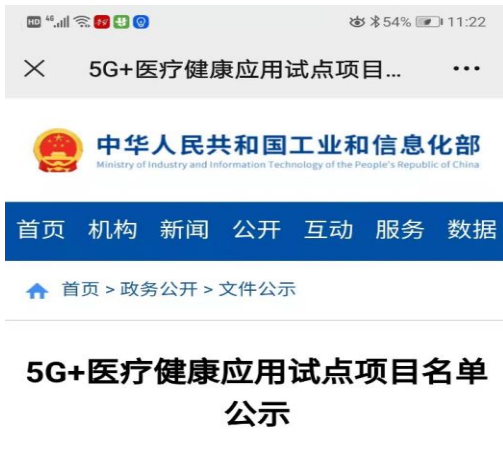 HD 4G 54% 11:22
5G+医疗健康应用试点项目...
中华人民共和国工业和信息化部
Ministry of Industry and Information Technology of the People's Republic of China
首页 机构 新闻 公开 互动 服务 数据
首页 > 政务公开 > 文件公示
5G+医疗健康应用试点项目名单
公示